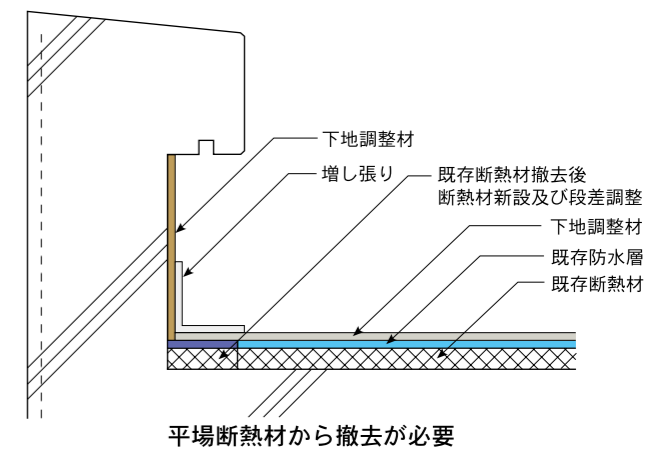 下地調整材
増し張り
既存断熱材撤去後
断熱材新設及び段差調整
下地調整材
既存防水層
既存断熱材
平場断熱材から撤去が必要